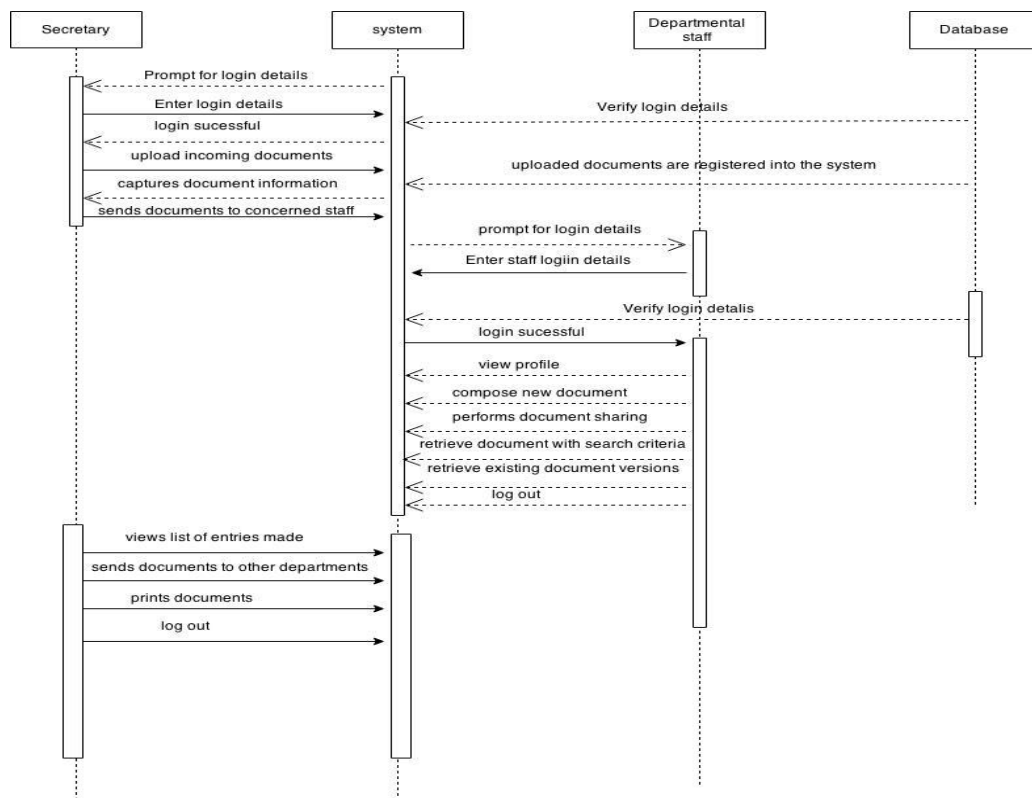 Secretary
system
Departmental
staff
Database
Prompt for login details
Enter login details
Verify login details
login sucessful
upload incoming documents
uploaded documents are registered into the system
captures document information
sends documents to concerned staff
prompt for login details
Enter staff logiin details
Verify login detalis
login sucessful
view profile
compose new document
performs document sharing
retrieve document with search criteria
retrieve existing document versions
log out
views list of entries made
sends documents to other departments
prints documents
log out